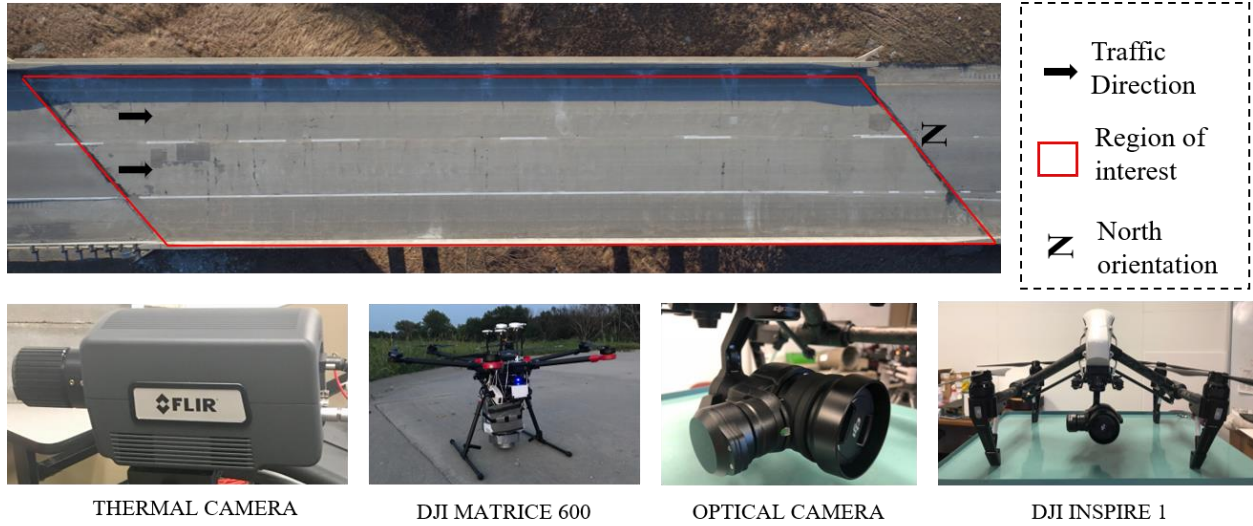 Traffic
Direction
N
Region of
interest
N
North
orientation
FLIR
THERMAL CAMERA
DJI MATRICE 600
OPTICAL CAMERA
DJI INSPIRE 1